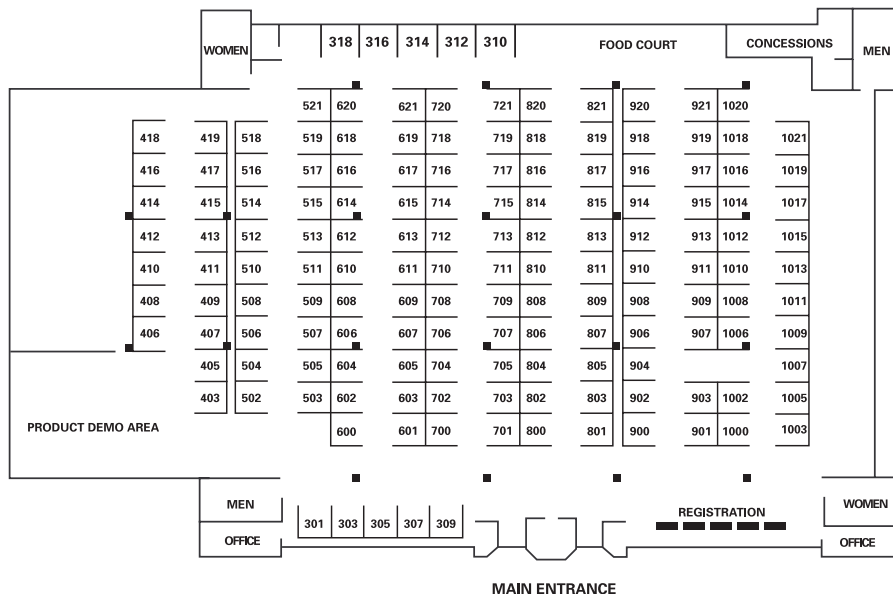 318 316 314 312 310
WOMEN FOOD COURT CONCESSIONS MEN
521 620 621 720 721 820 821 920 921 1020
418 419 518 519 618 619 718 719 818 819 918 919 1018 1021
416 417 516 517 616 617 716 717 816 817 916 917 1016 1019
414 415 514 515 614 615 714 715 814 815 914 915 1014 1017
412 413 512 513 612 613 712 713 812 813 912 913 1012 1015
410 411 510 511 610 611 710 711 810 811 910 911 1010 1013
408 409 508 509 608 609 708 709 808 809 908 909 1008 1011
406 407 506 507 606 607 706 707 806 807 906 907 1006 1009
405 504 505 604 605 704 705 804 805 904 1007
403 502 503 602 603 702 703 802 803 902 903 1002 1005
PRODUCT DEMO AREA 600 601 700 701 800 801 900 901 1000 1003
MEN REGISTRATION WOMEN
301 303 305 307 309
OFFICE OFFICE
MAIN ENTRANCE